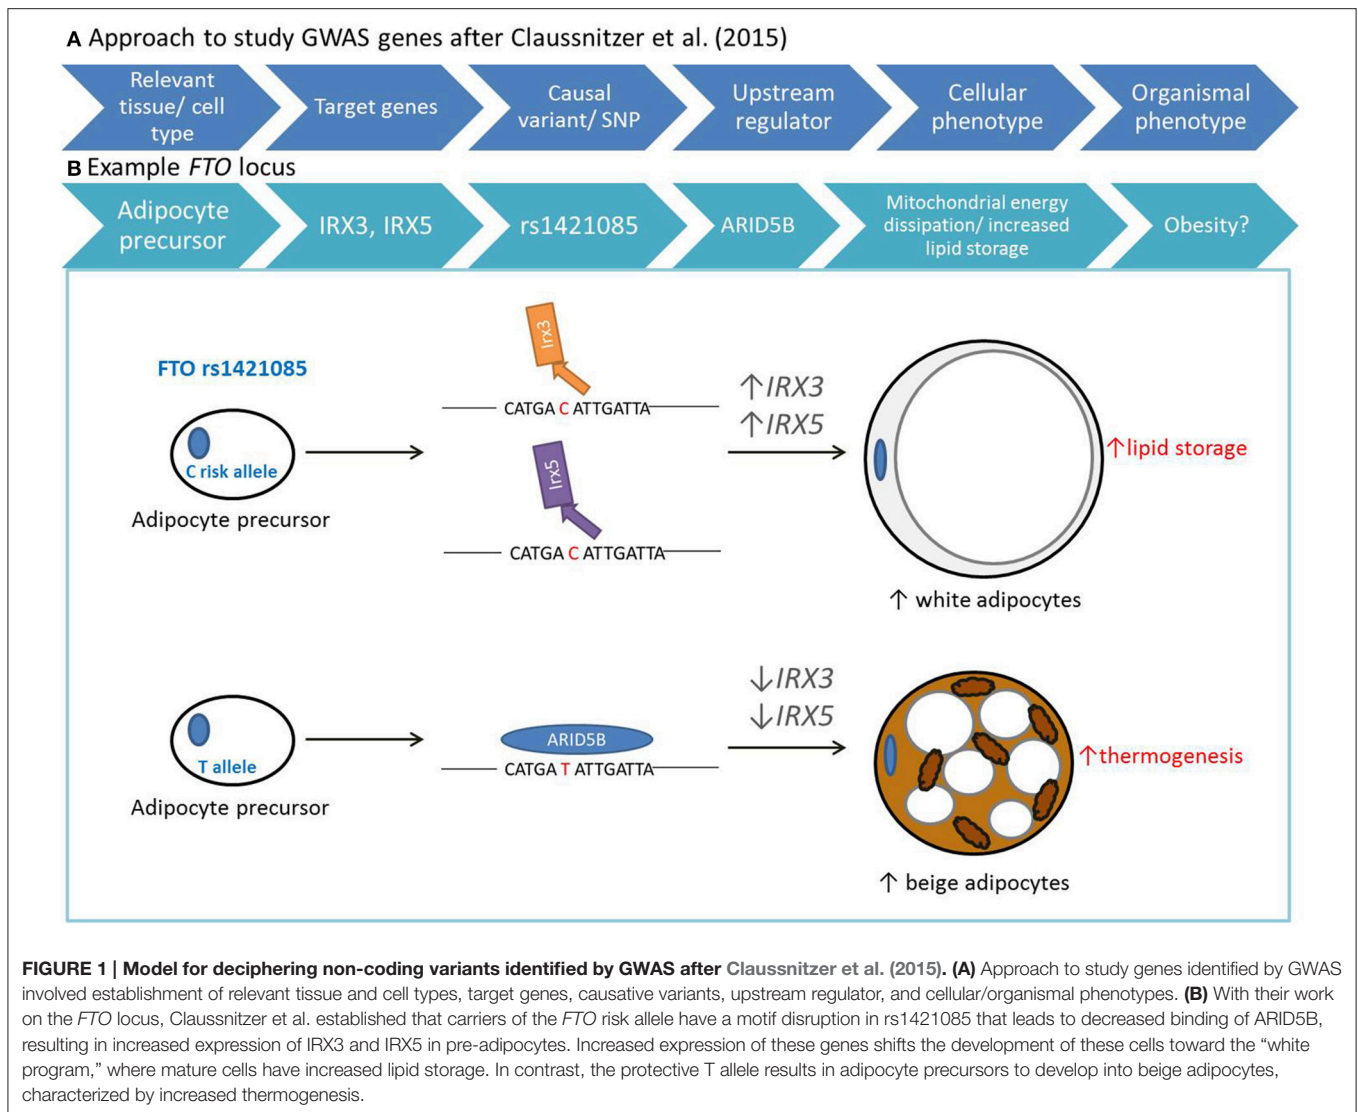 A Approach to study GWAS genes after Claussnitzer et al. (2015)
Relevant
tissue/ cell
type
Target genes
Causal
variant/ SNP
Upstream
regulator
Cellular
phenotype
Organismal
phenotype
B Example FTO locus
Adipocyte
precursor
IRX3, IRX5
rs1421085
ARID5B
Mitochondrial energy
dissipation/ increased
lipid storage
Obesity?
FTO rs1421085
C risk allele
Adipocyte precursor
Irx3
CATGA C ATTGATTA
Irx5
CATGA C ATTGATTA
↑IRX3
↑IRX5
↑lipid storage
↑ white adipocytes
T allele
Adipocyte precursor
ARID5B
CATGA T ATTGATTA
↓IRX3
↓IRX5
↑thermogenesis
↑ beige adipocytes
FIGURE 1 | Model for deciphering non-coding variants identified by GWAS after Claussnitzer et al. (2015). (A) Approach to study genes identified by GWAS
involved establishment of relevant tissue and cell types, target genes, causative variants, upstream regulator, and cellular/organismal phenotypes. (B) With their work
on the FTO locus, Claussnitzer et al. established that carriers of the FTO risk allele have a motif disruption in rs1421085 that leads to decreased binding of ARID5B,
resulting in increased expression of IRX3 and IRX5 in pre-adipocytes. Increased expression of these genes shifts the development of these cells toward the “white
program,” where mature cells have increased lipid storage. In contrast, the protective T allele results in adipocyte precursors to develop into beige adipocytes,
characterized by increased thermogenesis.